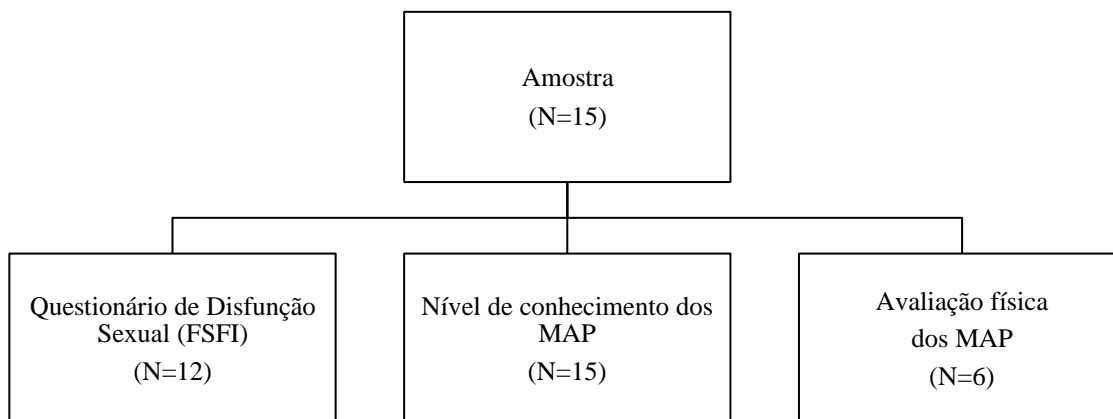 Amostra
(N=15)
Questionário de Disfunção
Sexual (FSFI)
(N=12)
Nível de conhecimento dos
MAP
(N=15)
Avaliação física
dos MAP
(N=6)